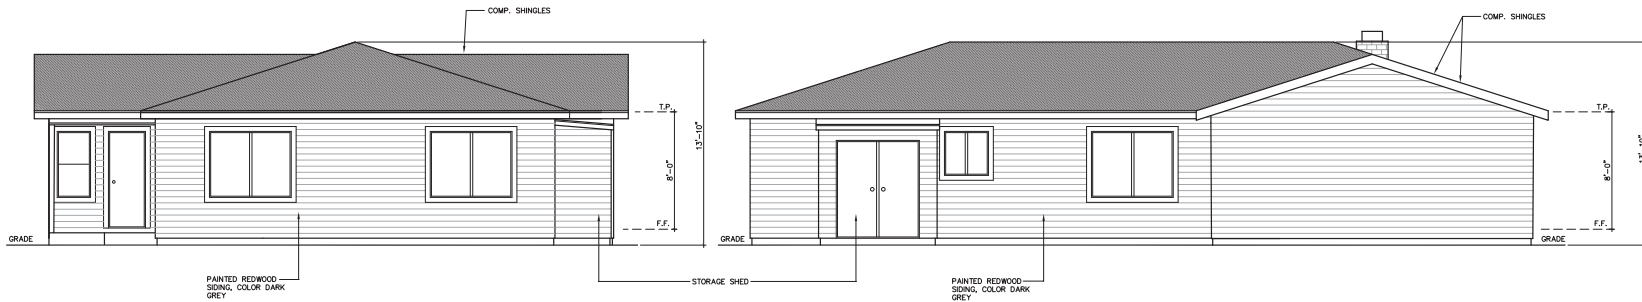 COMP. SHINGLES
T.P.
13'-10"
8'-0"
F.F.
GRADE
PAINTED REDWOOD
SIDING, COLOR DARK
GREY
STORAGE SHED
COMP. SHINGLES
T.P.
8'-0"
F.F.
GRADE
GRADE
PAINTED REDWOOD
SIDING, COLOR DARK
GREY